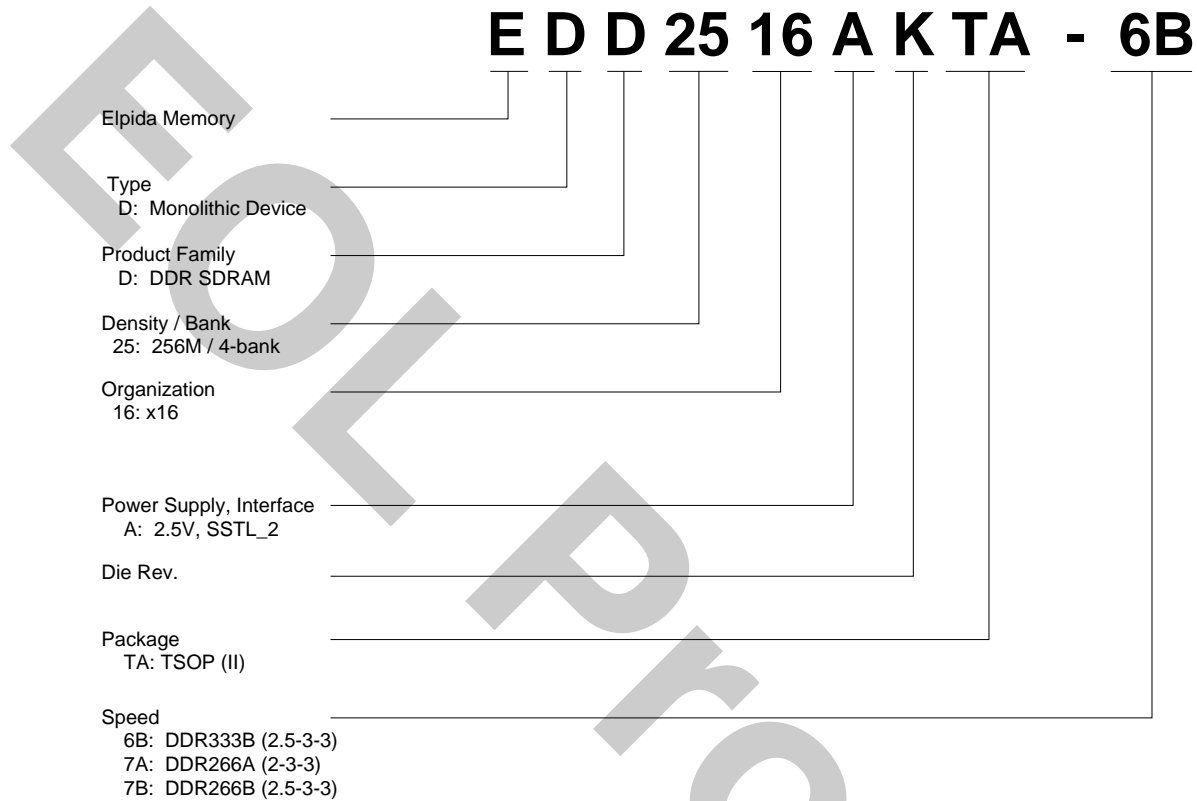 E D D 25 16 A K TA - 6B
Elpida Memory
Type
D: Monolithic Device
Product Family
D: DDR SDRAM
Density / Bank
25: 256M / 4-bank
Organization
16: x16
Power Supply, Interface
A: 2.5V, SSTL_2
Die Rev.
Package
TA: TSOP (II)
Speed
6B: DDR333B (2.5-3-3)
7A: DDR266A (2-3-3)
7B: DDR266B (2.5-3-3)
EOL Pro